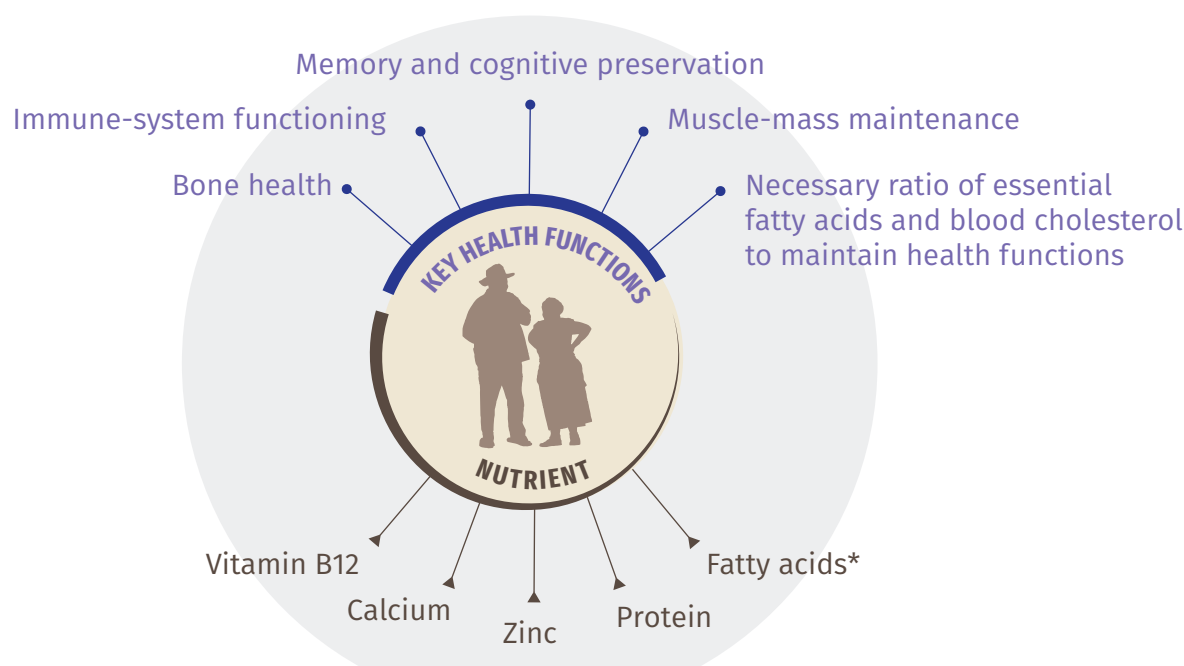 Memory and cognitive preservation
Immune-system functioning
Muscle-mass maintenance
Bone health
Necessary ratio of essential
fatty acids and blood cholesterol
to maintain health functions
KEY HEALTH FUNCTIONS
NUTRIENT
Vitamin B12
Calcium
Zinc
Protein
Fatty acids*